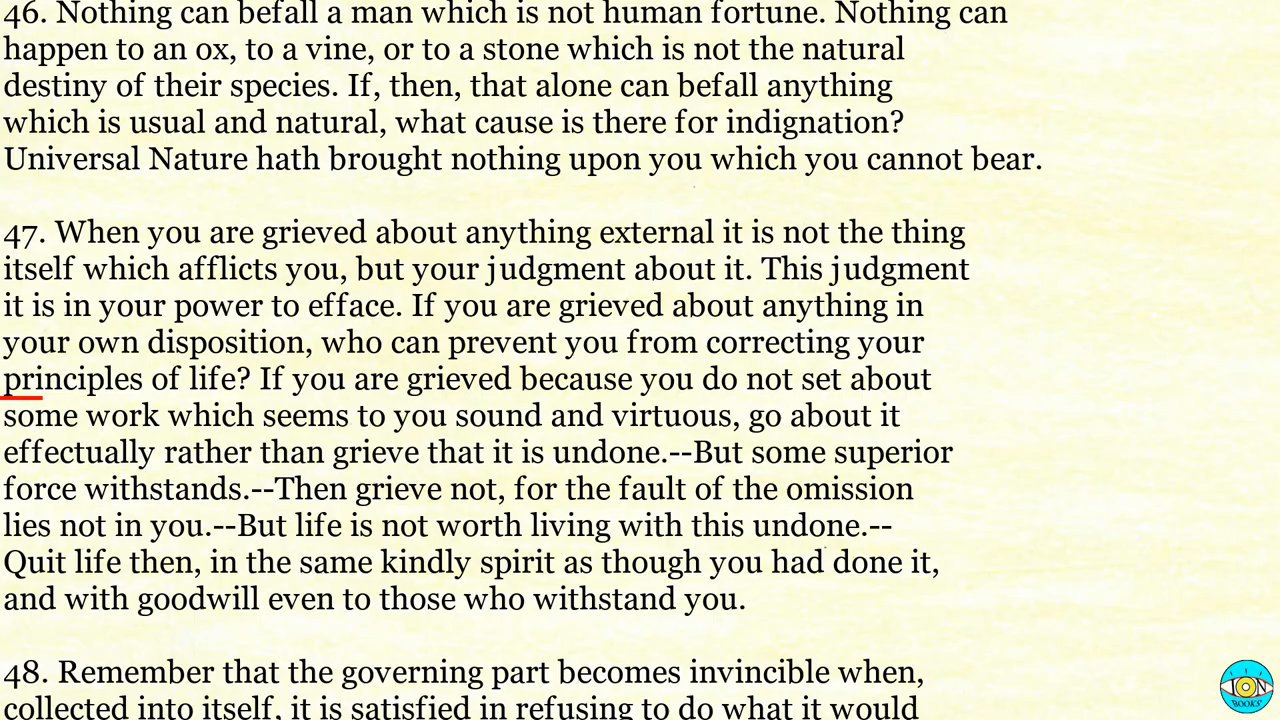 46. Nothing can befall a man which is not human fortune. Nothing can
happen to an ox, to a vine, or to a stone which is not the natural
destiny of their species. If, then, that alone can befall anything
which is usual and natural, what cause is there for indignation?
Universal Nature hath brought nothing upon you which you cannot bear.
47. When you are grieved about anything external it is not the thing
itself which afflicts you, but your judgment about it. This judgment
it is in your power to efface. If you are grieved about anything in
your own disposition, who can prevent you from correcting your
principles of life? If you are grieved because you do not set about
some work which seems to you sound and virtuous, go about it
effectually rather than grieve that it is undone.--But some superior
force withstands.--Then grieve not, for the fault of the omission
lies not in you.--But life is not worth living with this undone.--
Quit life then, in the same kindly spirit as though you had done it,
and with goodwill even to those who withstand you.
48. Remember that the governing part becomes invincible when,
collected into itself, it is satisfied in refusing to do what it would
ION
BOOKS